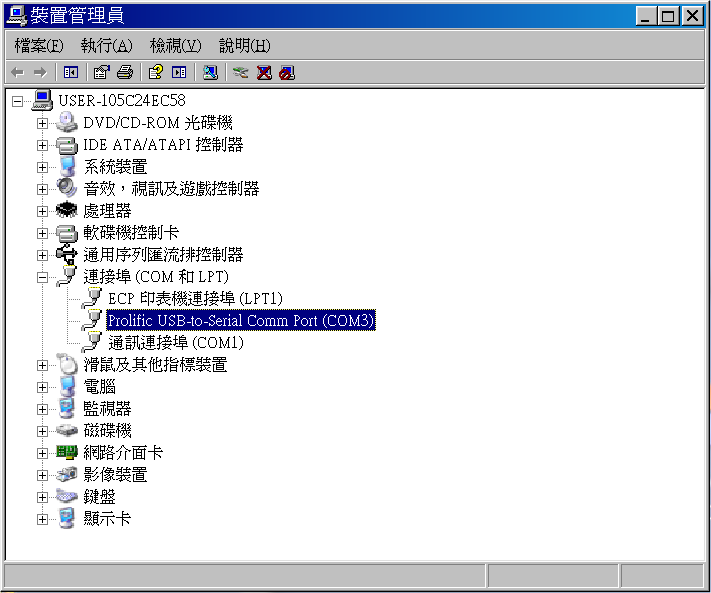 裝置管理員
檔案(F) 執行(A) 檢視(V) 說明(H)
USER-105C24EC58
DVD/CD-ROM 光碟機
IDE ATA/ATAPI 控制器
系統裝置
音效，視訊及遊戲控制器
處理器
軟碟機控制卡
通用序列匯流排控制器
連接埠 (COM 和 LPT)
ECP 印表機連接埠 (LPT1)
Prolific USB-to-Serial Comm Port (COM3)
通訊連接埠 (COM1)
滑鼠及其他指標裝置
電腦
監視器
磁碟機
網路介面卡
影像裝置
鍵盤
顯示卡